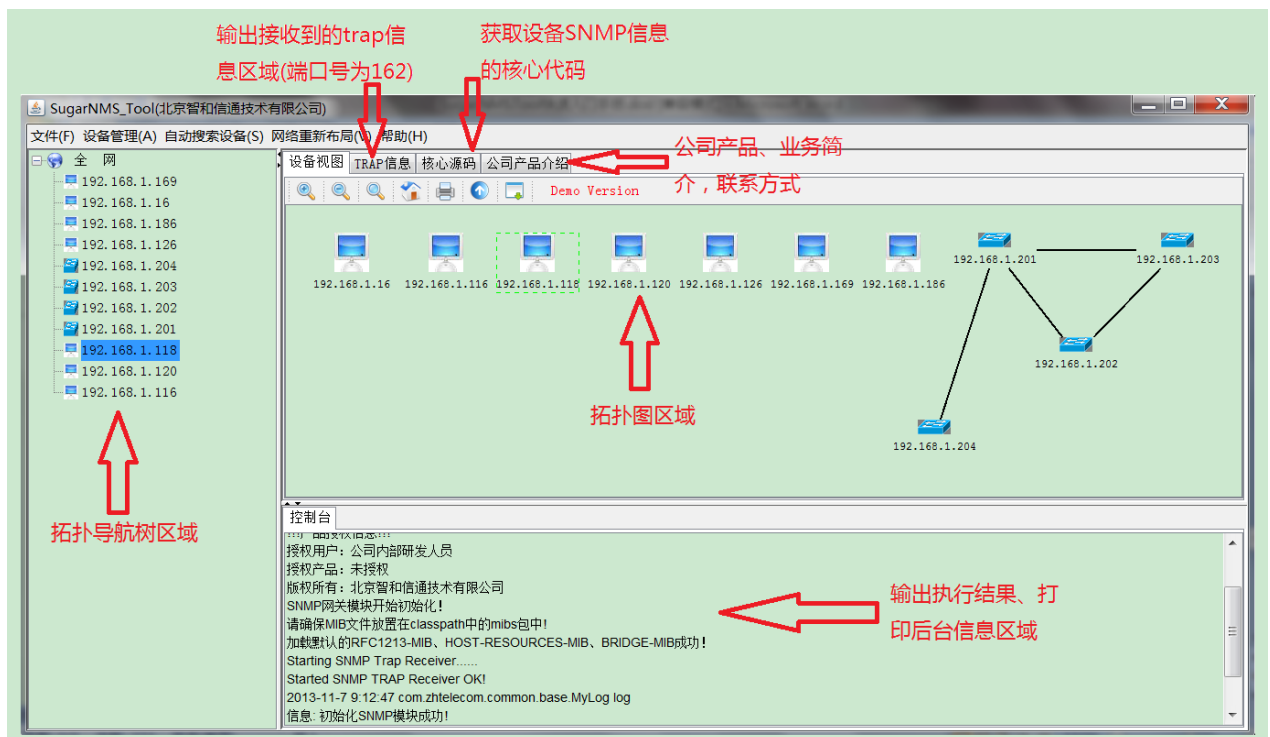 输出接收到的trap信
息区域(端口号为162)
获取设备SNMP信息
的核心代码
SugarNMS_Tool(北京智和信通技术有限公司)
文件(F) 设备管理(A) 自动搜索设备(S) 网络重新布局(V) 帮助(H)
公司产品、业务简
介，联系方式
全 网
192.168.1.169
192.168.1.16
192.168.1.186
192.168.1.126
192.168.1.204
192.168.1.203
192.168.1.202
192.168.1.201
192.168.1.118
192.168.1.120
192.168.1.116
拓扑导航树区域
设备视图 TRAP信息 核心源码 公司产品介绍
Demo Version
192.168.1.16 192.168.1.116 192.168.1.118 192.168.1.120 192.168.1.126 192.168.1.169 192.168.1.186
192.168.1.201
192.168.1.203
192.168.1.202
192.168.1.204
拓扑图区域
控制台
授权用户：公司内部研发人员
授权产品：未授权
版权所有：北京智和信通技术有限公司
SNMP网关模块开始初始化！
请确保MIB文件放置在classpath中的mibs包中!
加载默认的RFC1213-MIB、HOST-RESOURCES-MIB、BRIDGE-MIB成功！
Starting SNMP Trap Receiver......
Started SNMP TRAP Receiver OK!
2013-11-7 9:12:47 com.zhtelecom.common.base.MyLog log
信息: 初始化SNMP模块成功!
输出执行结果、打
印后台信息区域